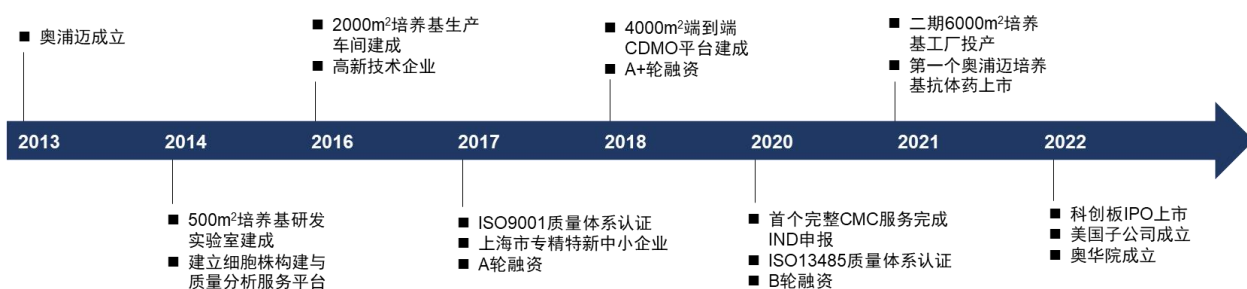 ■ 奥浦迈成立
■ 2000m²培养基生产
车间建成
■ 高新技术企业
■ 4000m²端到端
CDMO平台建成
■ A+轮融资
■ 二期6000m²培养
基工厂投产
■ 第一个奥浦迈培养
基抗体药上市
2013 2014 2016 2017 2018 2020 2021 2022
■ 500m²培养基研发
实验室建成
■ 建立细胞株构建与
质量分析服务平台
■ ISO9001质量体系认证
■ 上海市专精特新中小企业
■ A轮融资
■ 首个完整CMC服务完成
IND申报
■ ISO13485质量体系认证
■ B轮融资
■ 科创板IPO上市
■ 美国子公司成立
■ 奥华院成立